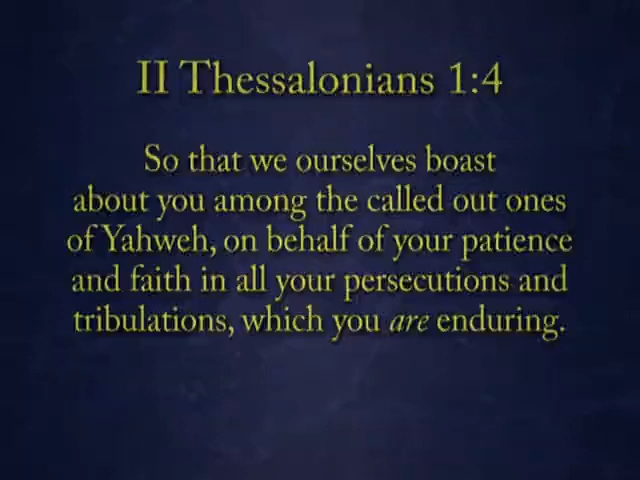 II Thessalonians 1:4
So that we ourselves boast
about you among the called out ones
of Yahweh, on behalf of your patience
and faith in all your persecutions and
tribulations, which you are enduring.